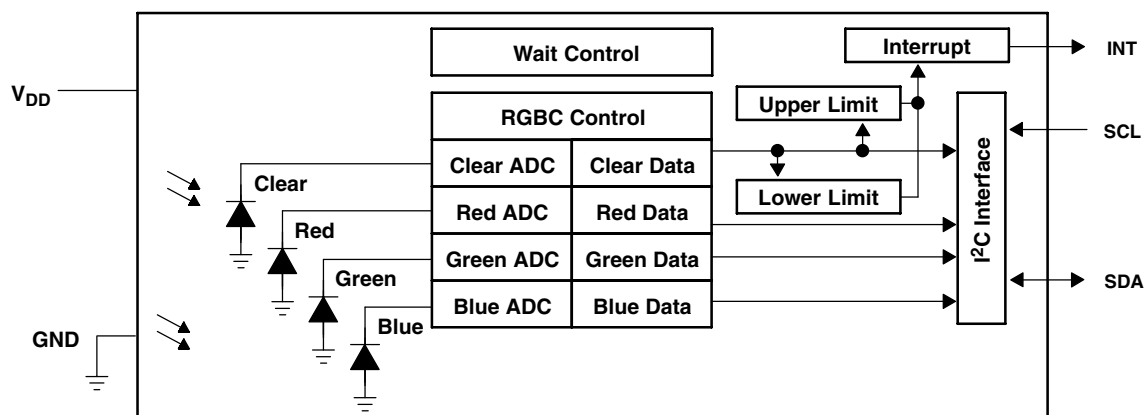 Wait Control
Interrupt
INT
VDD
RGBC Control
Upper Limit
SCL
Clear ADC
Clear Data
Clear
Lower Limit
Red ADC
Red Data
Red
I²C Interface
Green ADC
Green Data
Green
SDA
Blue ADC
Blue Data
Blue
GND